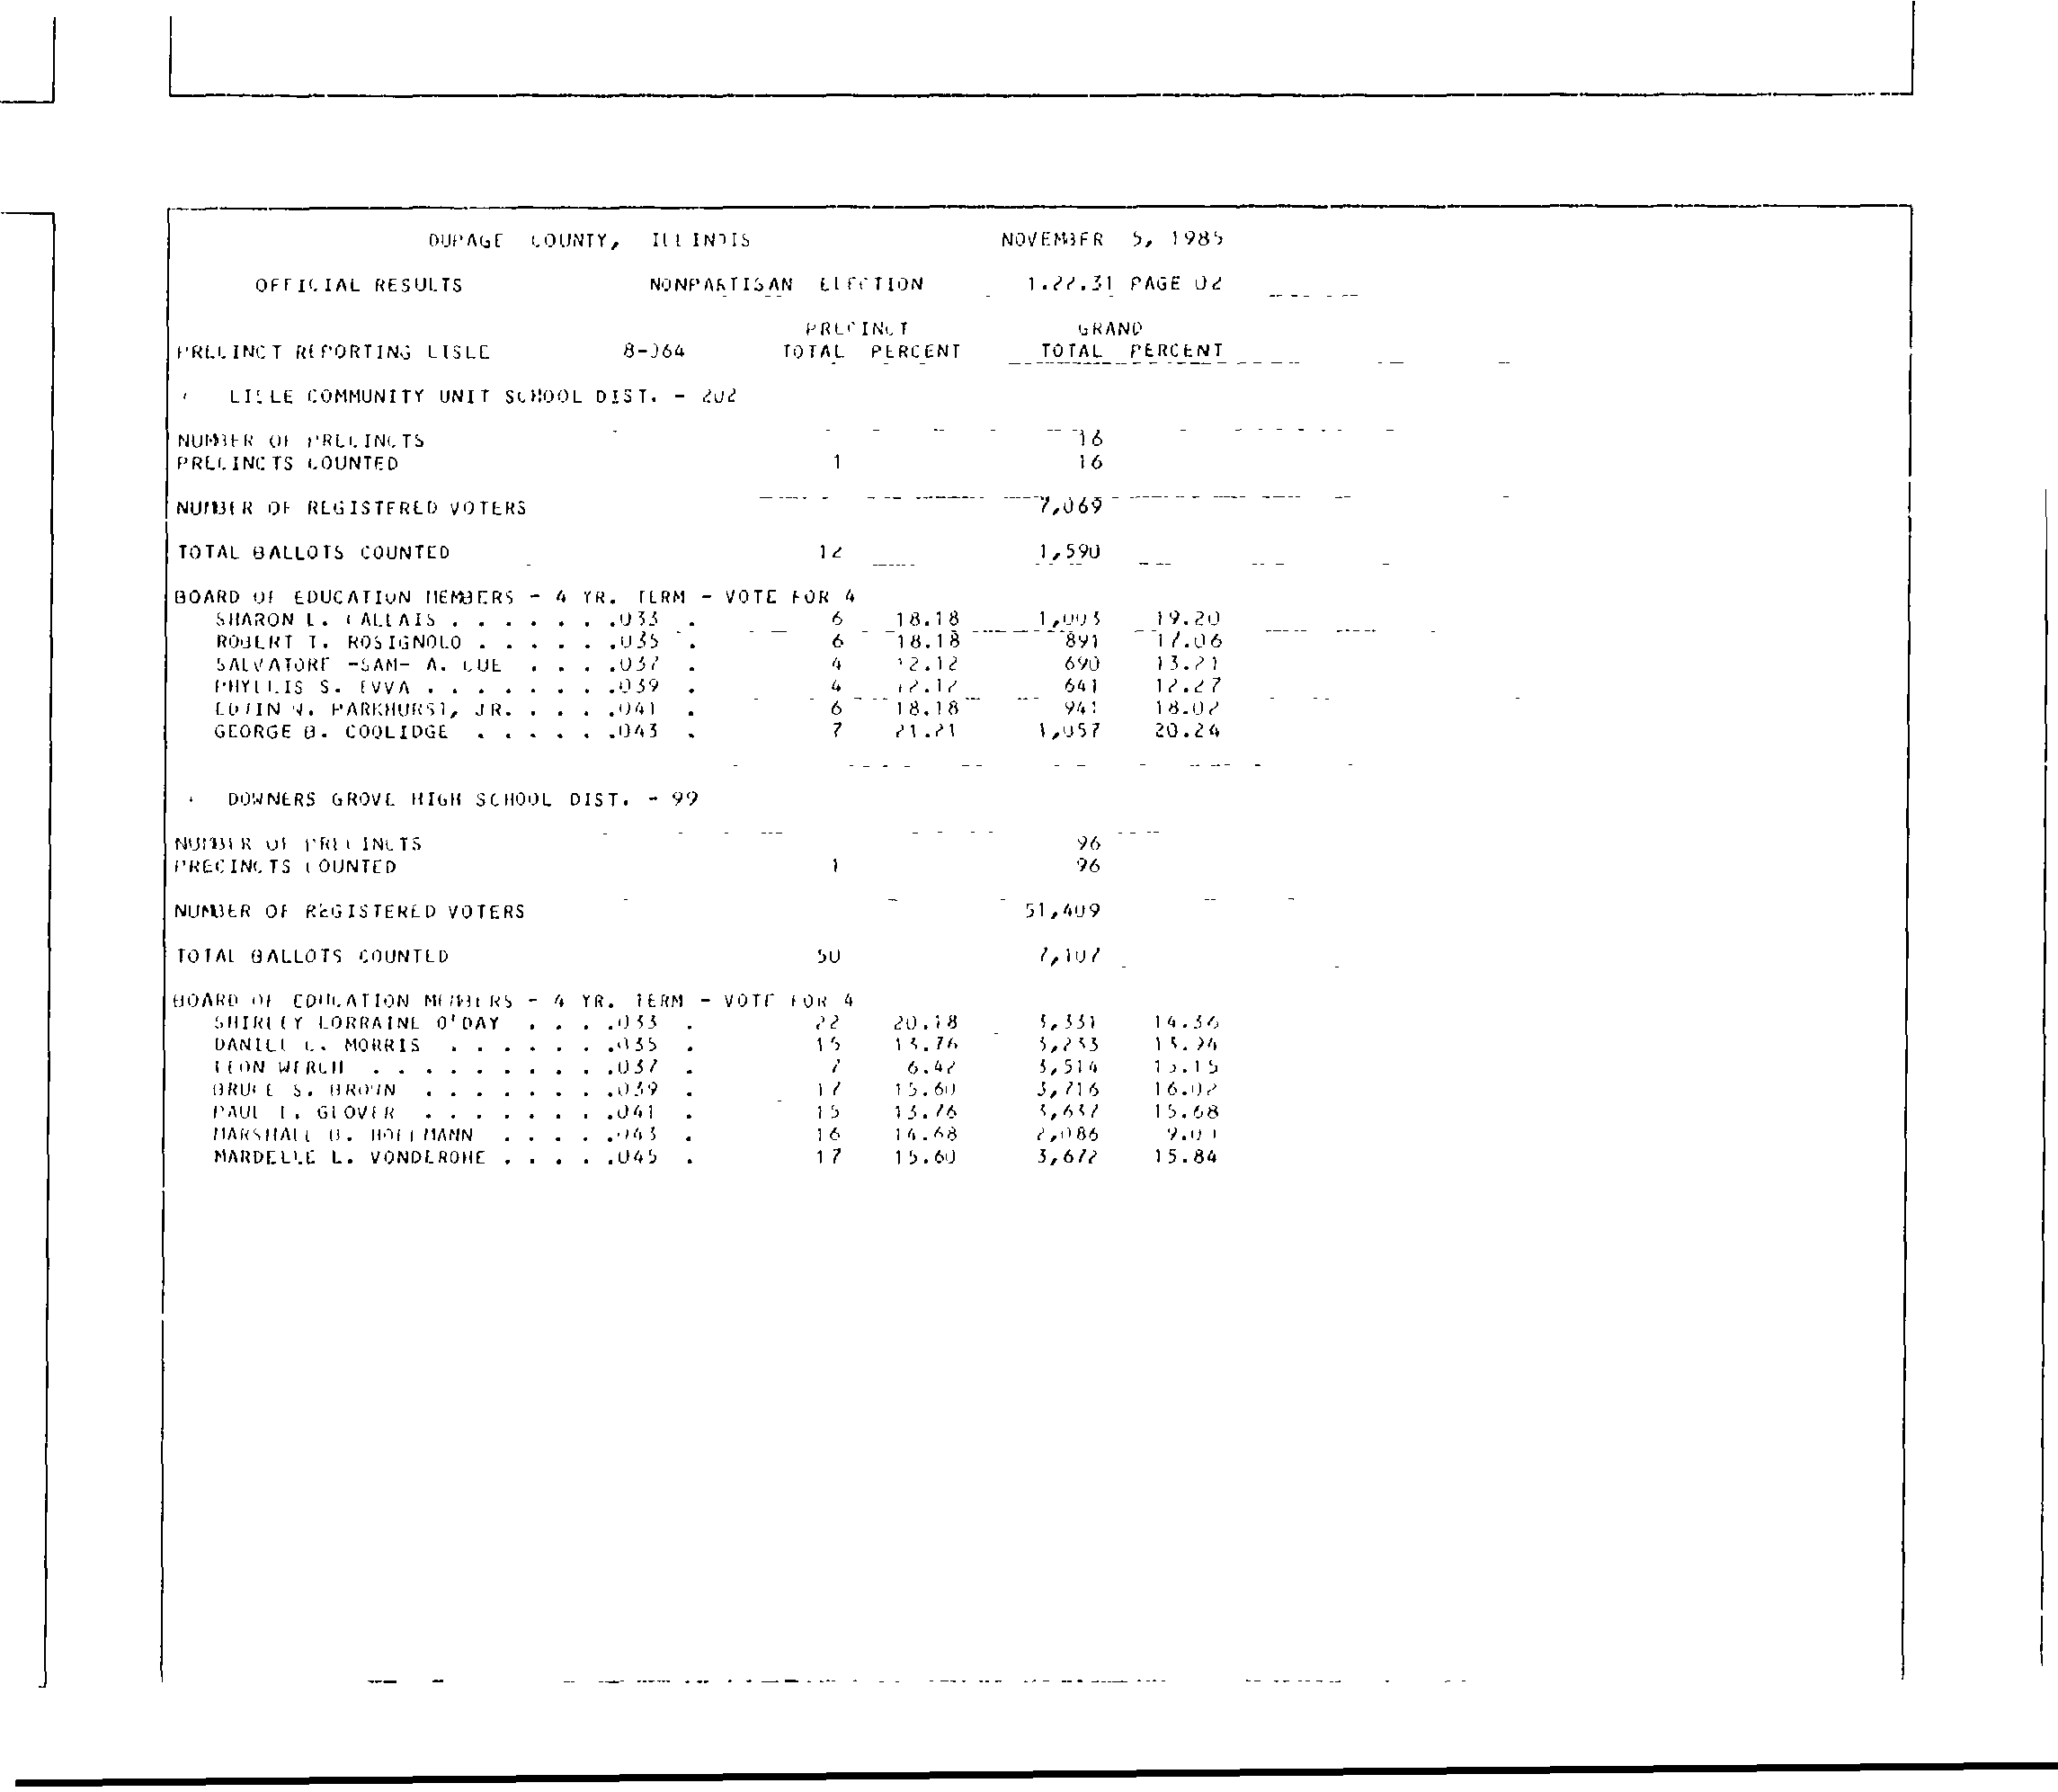 DUPAGE COUNTY, ILLINOIS NOVEMBER 5, 1985
OFFICIAL RESULTS NONPARTISAN ELECTION 1.22.31 PAGE 02
PRECINCT GRAND
PRECINCT REPORTING LISLE 8-064 TOTAL PERCENT TOTAL PERCENT
LISLE COMMUNITY UNIT SCHOOL DIST. - 202
NUMBER OF PRECINCTS 16
PRECINCTS COUNTED 1 16
NUMBER OF REGISTERED VOTERS 7,069
TOTAL BALLOTS COUNTED 12 1,590
BOARD OF EDUCATION MEMBERS - 4 YR. TERM - VOTE FOR 4
SHARON L. CALLAIS . . . . . . .033 . 6 18.18 1,003 19.20
ROBERT T. ROSIGNOLO . . . . . .035 . 6 18.18 891 17.06
SALVATORE -SAM- A. CUE . . . .037 . 4 12.12 690 13.21
PHYLLIS S. EVVA . . . . . . . .039 . 4 12.12 641 12.27
EDWIN W. PARKHURST, JR. . . . .041 . 6 18.18 941 18.02
GEORGE B. COOLIDGE . . . . . .043 . 7 21.21 1,057 20.24
DOWNERS GROVE HIGH SCHOOL DIST. - 99
NUMBER OF PRECINCTS 96
PRECINCTS COUNTED 1 96
NUMBER OF REGISTERED VOTERS 51,409
TOTAL BALLOTS COUNTED 50 7,107
BOARD OF EDUCATION MEMBERS - 4 YR. TERM - VOTE FOR 4
SHIRLEY LORRAINE O'DAY . . . .033 . 22 20.18 3,331 14.36
DANIEL C. MORRIS . . . . . . .035 . 15 13.76 3,233 13.94
LEON WERCH . . . . . . . . . .037 . 7 6.42 3,514 15.15
BRUCE S. BROWN . . . . . . . .039 . 17 15.60 3,716 16.02
PAUL T. GLOVER . . . . . . . .041 . 15 13.76 3,637 15.68
MARSHALL B. HOFFMANN . . . . .043 . 16 14.68 2,086 9.00
MARDELLE L. VONDEROHE . . . . .045 . 17 15.60 3,672 15.84